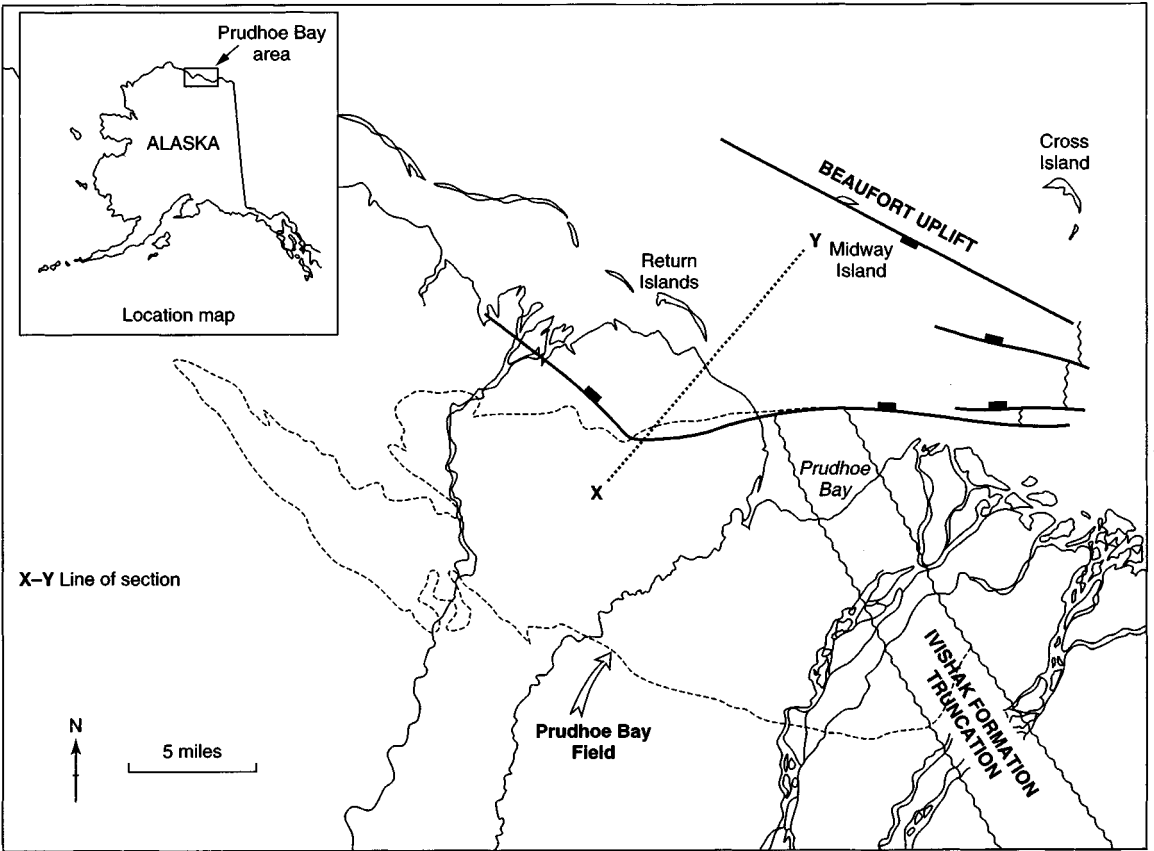 Prudhoe Bay
area
ALASKA
Location map
Cross
Island
BEAUFORT UPLIFT
Y
Midway
Island
Return
Islands
X
Prudhoe
Bay
X–Y Line of section
IVISHAK FORMATION
TRUNCATION
Prudhoe Bay
Field
N
5 miles